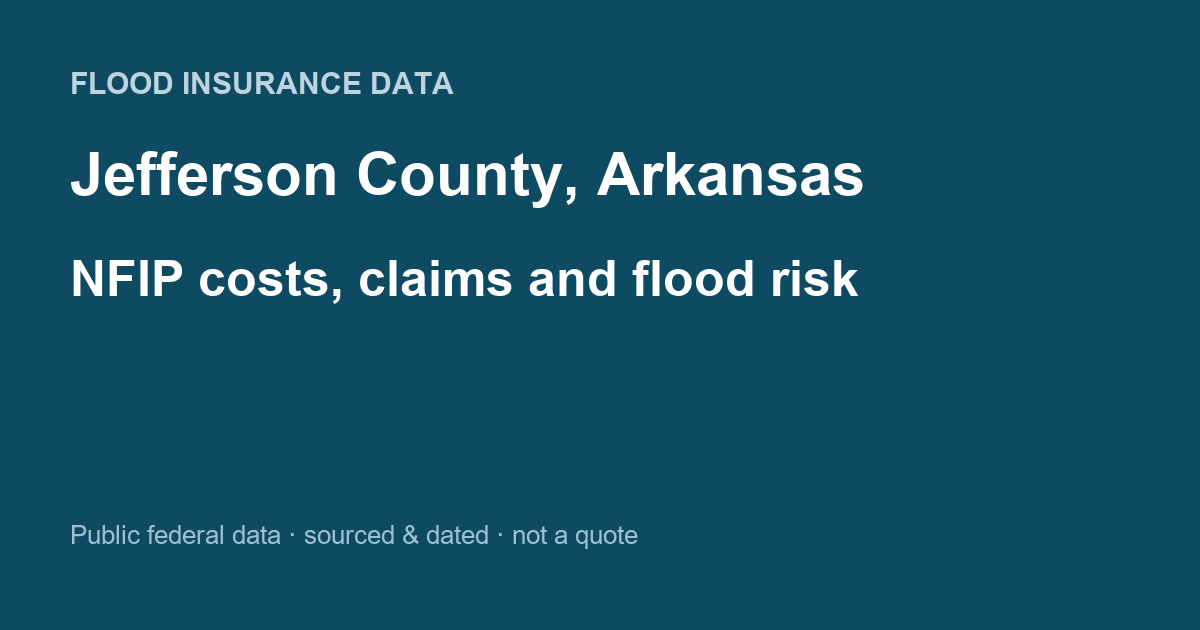 FLOOD INSURANCE DATA
Jefferson County, Arkansas
NFIP costs, claims and flood risk
Public federal data · sourced & dated · not a quote